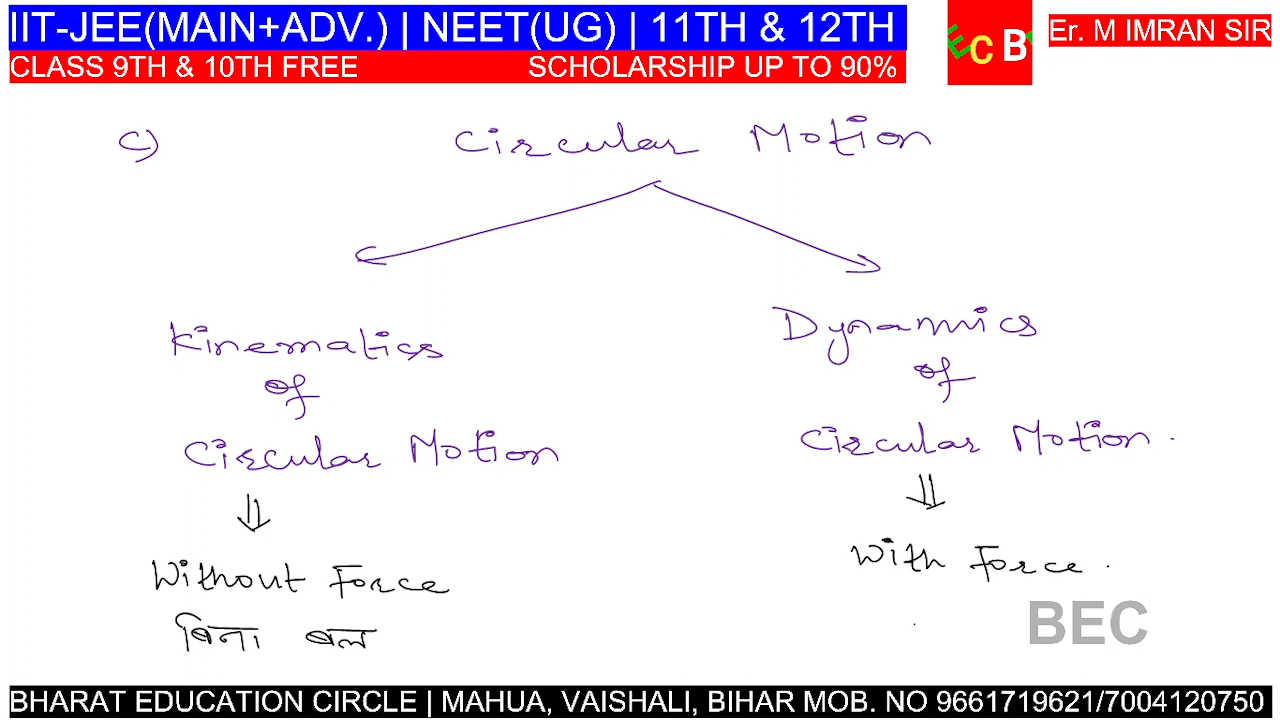 IIT-JEE(MAIN+ADV.) | NEET(UG) | 11TH & 12TH
CLASS 9TH & 10TH FREE SCHOLARSHIP UP TO 90%
E C B
Er. M IMRAN SIR
C) Circular Motion
Kinematics
of
Circular Motion
Without Force
बिना बल
Dynamics
of
Circular Motion.
With Force.
BEC
BHARAT EDUCATION CIRCLE | MAHUA, VAISHALI, BIHAR MOB. NO 9661719621/7004120750